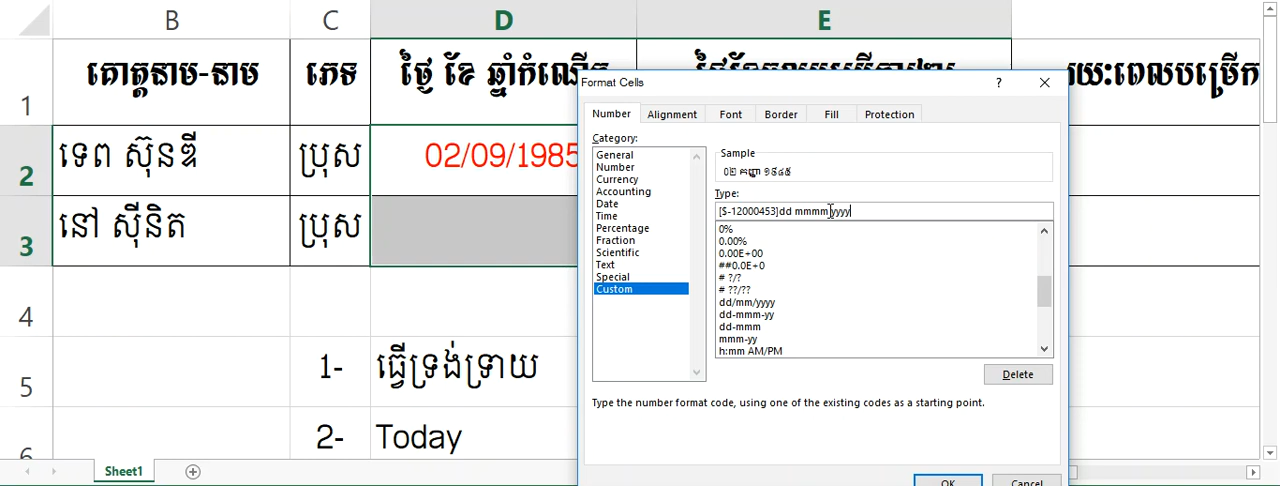 B C D E
1 គោត្តនាម-នាម ភេទ ថ្ងៃ ខែ ឆ្នាំកំណើត
2 ទេព ស៊ុនឌី ប្រុស 02/09/1985
3 នៅ ស៊ីនិត ប្រុស
4
5 1- ធ្វើទ្រង់ទ្រាយ
6 2- Today
Sheet1
Format Cells
?
Number Alignment Font Border Fill Protection
Category:
General
Number
Currency
Accounting
Date
Time
Percentage
Fraction
Scientific
Text
Special
Custom
Sample
០២ កញ្ញា ១៩៨៥
Type:
[$-12000453]dd mmmm yyyy
0%
0.00%
0.00E+00
##0.0E+0
# ?/?
# ??/??
dd/mm/yyyy
dd-mmm-yy
dd-mmm
mmm-yy
h:mm AM/PM
Delete
Type the number format code, using one of the existing codes as a starting point.
OK Cancel